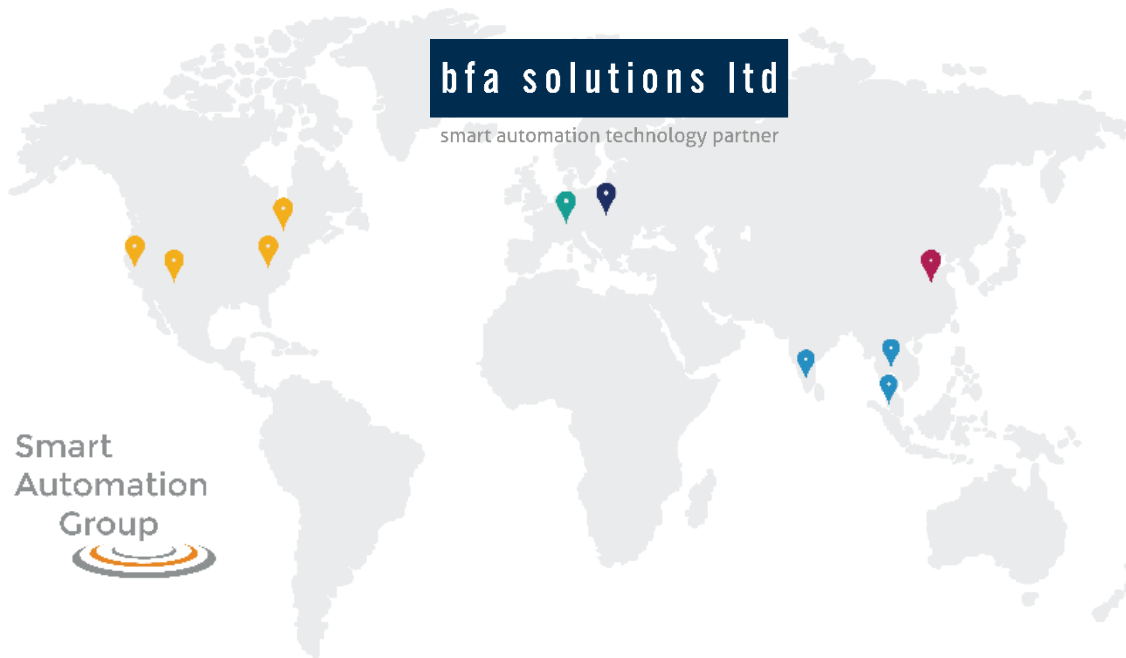 bfa solutions ltd
smart automation technology partner
Smart
Automation
Group